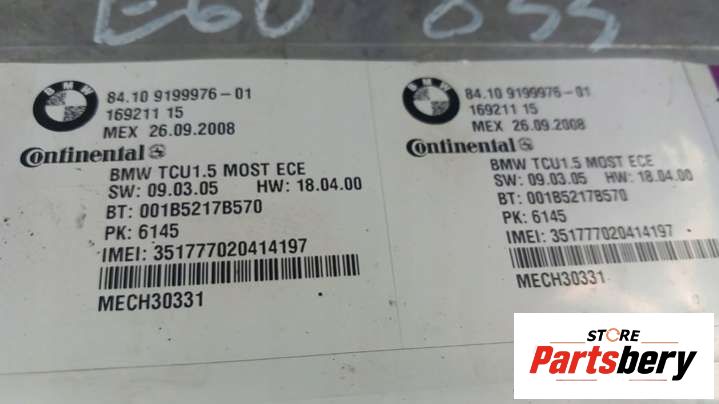 E60 OSS
BMW
84.10 9199976-01
169211 15
MEX 26.09.2008
Continental
BMW TCU1.5 MOST ECE
SW: 09.03.05 HW: 18.04.00
BT: 001B5217B570
PK: 6145
IMEI: 351777020414197
MECH30331
BMW
84.10 9199976-01
169211 15
MEX 26.09.2008
Continental
BMW TCU1.5 MOST ECE
SW: 09.03.05 HW: 18.04.00
BT: 001B5217B570
PK: 6145
IMEI: 351777020414197
MECH30331
STORE
Partsbery